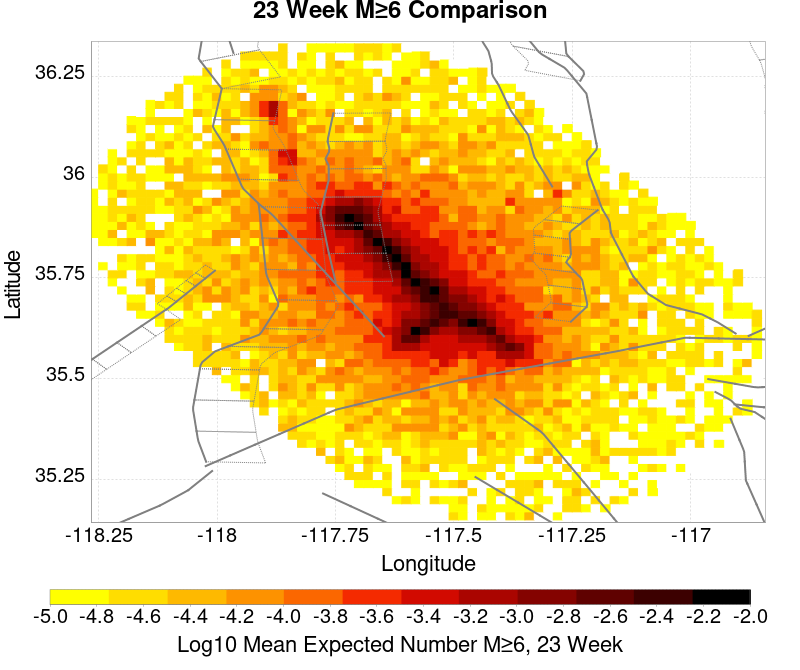 23 Week M≥6 Comparison
36.25
36
35.75
35.5
35.25
Latitude
-118.25 -118 -117.75 -117.5 -117.25 -117
Longitude
-5.0 -4.8 -4.6 -4.4 -4.2 -4.0 -3.8 -3.6 -3.4 -3.2 -3.0 -2.8 -2.6 -2.4 -2.2 -2.0
Log10 Mean Expected Number M≥6, 23 Week